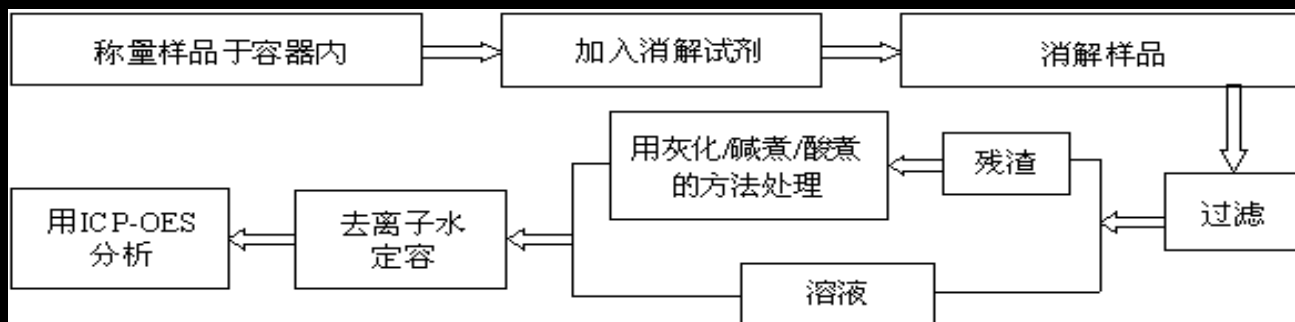 称量样品于容器内
加入消解试剂
消解样品
用灰化/碱煮/酸煮
的方法处理
残渣
过滤
用ICP-OES
分析
去离子水
定容
溶液